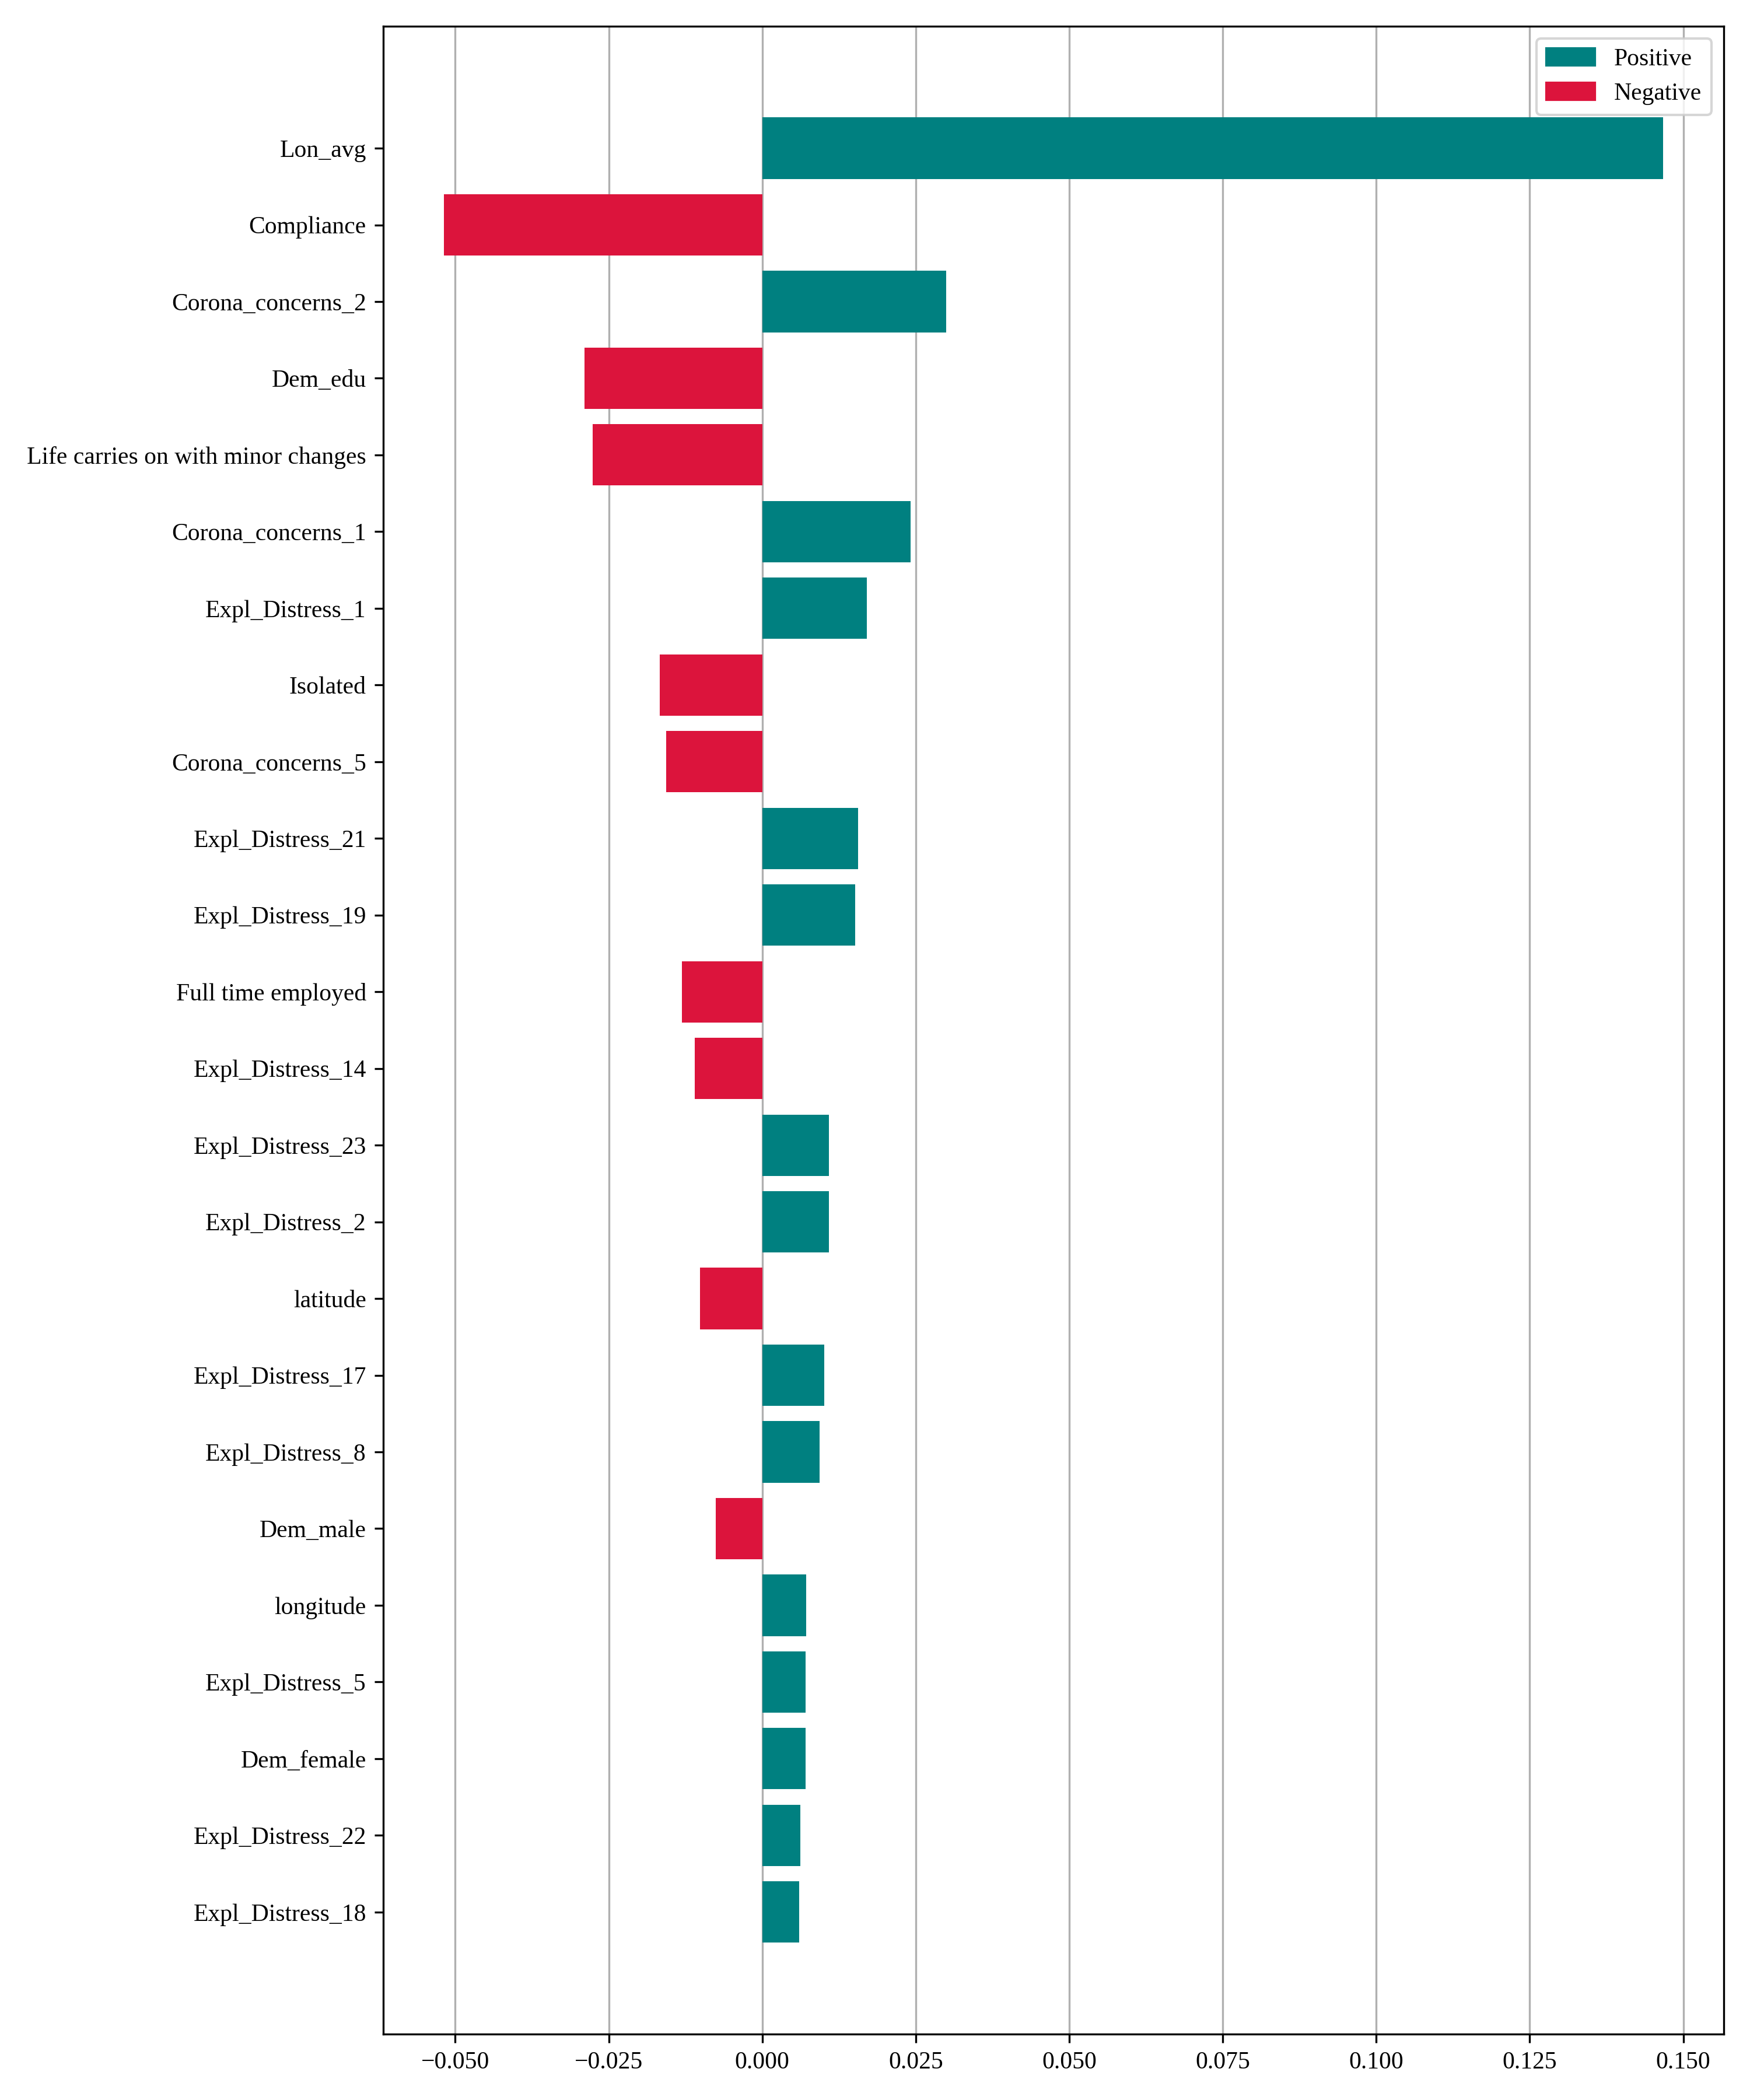 Positive
Negative
Lon_avg
Compliance
Corona_concerns_2
Dem_edu
Life carries on with minor changes
Corona_concerns_1
Expl_Distress_1
Isolated
Corona_concerns_5
Expl_Distress_21
Expl_Distress_19
Full time employed
Expl_Distress_14
Expl_Distress_23
Expl_Distress_2
latitude
Expl_Distress_17
Expl_Distress_8
Dem_male
longitude
Expl_Distress_5
Dem_female
Expl_Distress_22
Expl_Distress_18
−0.050 −0.025 0.000 0.025 0.050 0.075 0.100 0.125 0.150